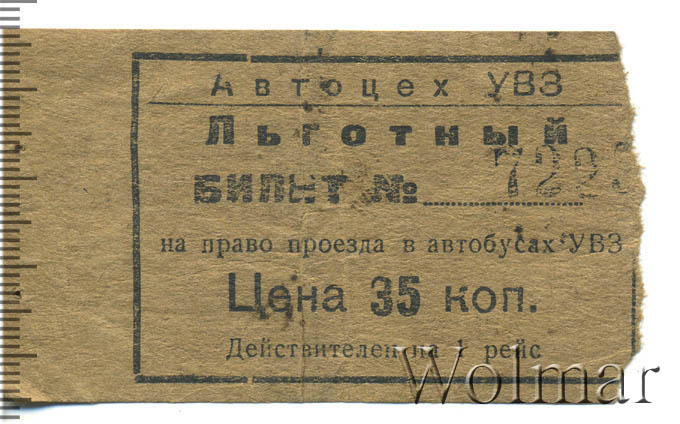 Автоцех УВЗ
Льготный
БИЛЕТ №
на право проезда в автобусах УВЗ
Цена 35 коп.
Действителен на 1 рейс
Wolmar